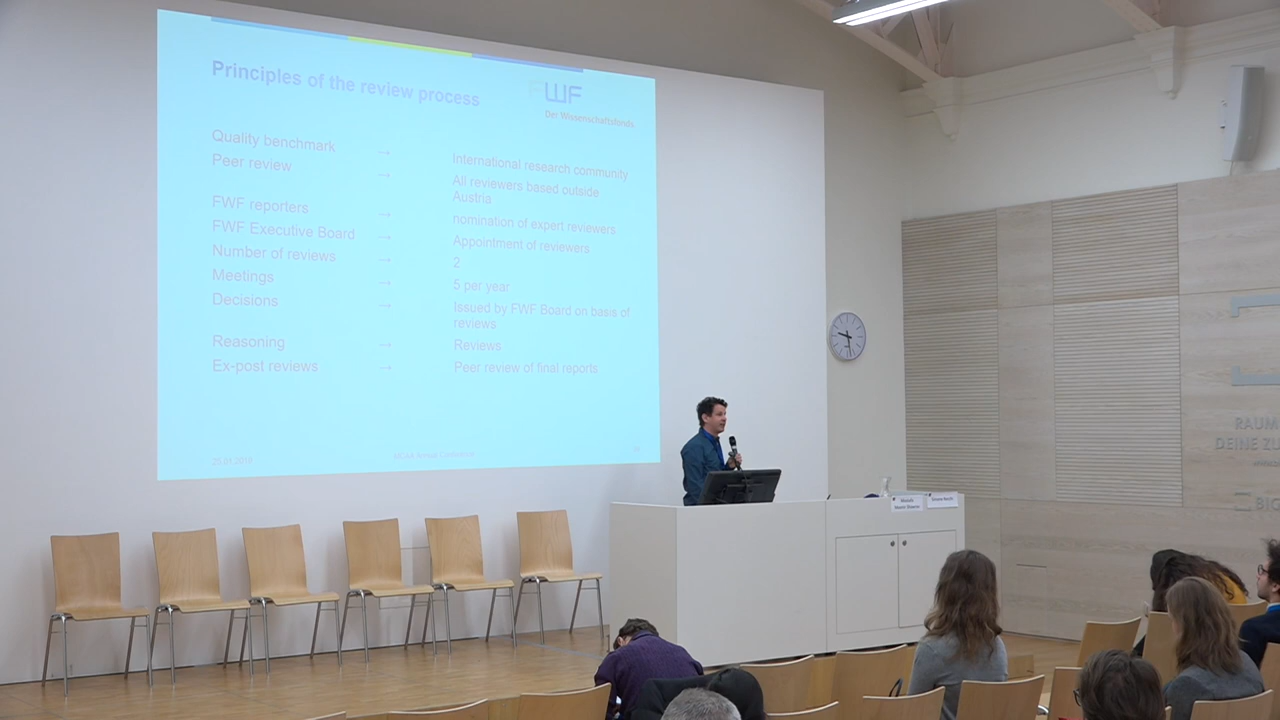 Principles of the review process
WF
Der Wissenschaftsfonds
Quality benchmark → International research community
Peer review → All reviewers based outside
Austria
FWF reporters → nomination of expert reviewers
FWF Executive Board → Appointment of reviewers
Number of reviews → 2
Meetings → 5 per year
Decisions → Issued by FWF Board on basis of
reviews
Reasoning → Reviews
Ex-post reviews → Peer review of final reports
RAUM
DEINE ZU
BIG